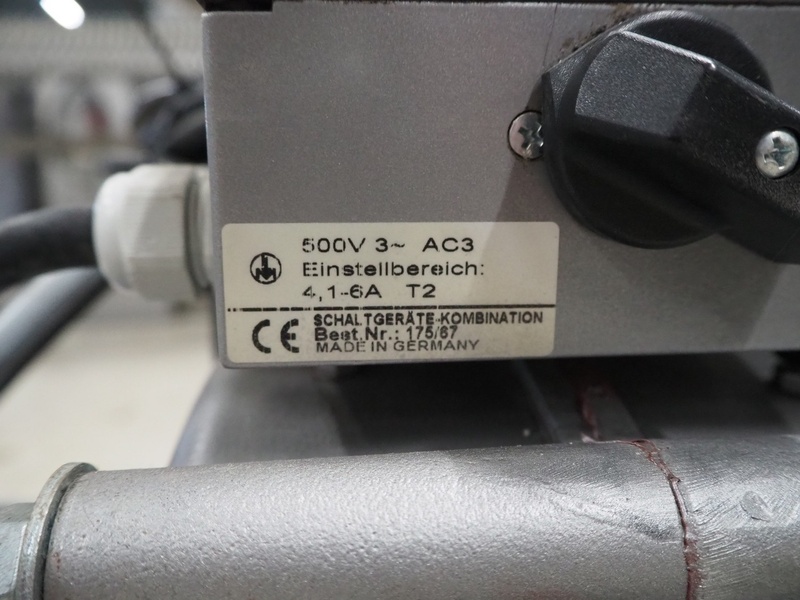 500V 3~ AC3
Einstellbereich:
4,1-6A T2
CE SCHALTGERÄTE-KOMBINATION
Best.Nr.: 175/67
MADE IN GERMANY